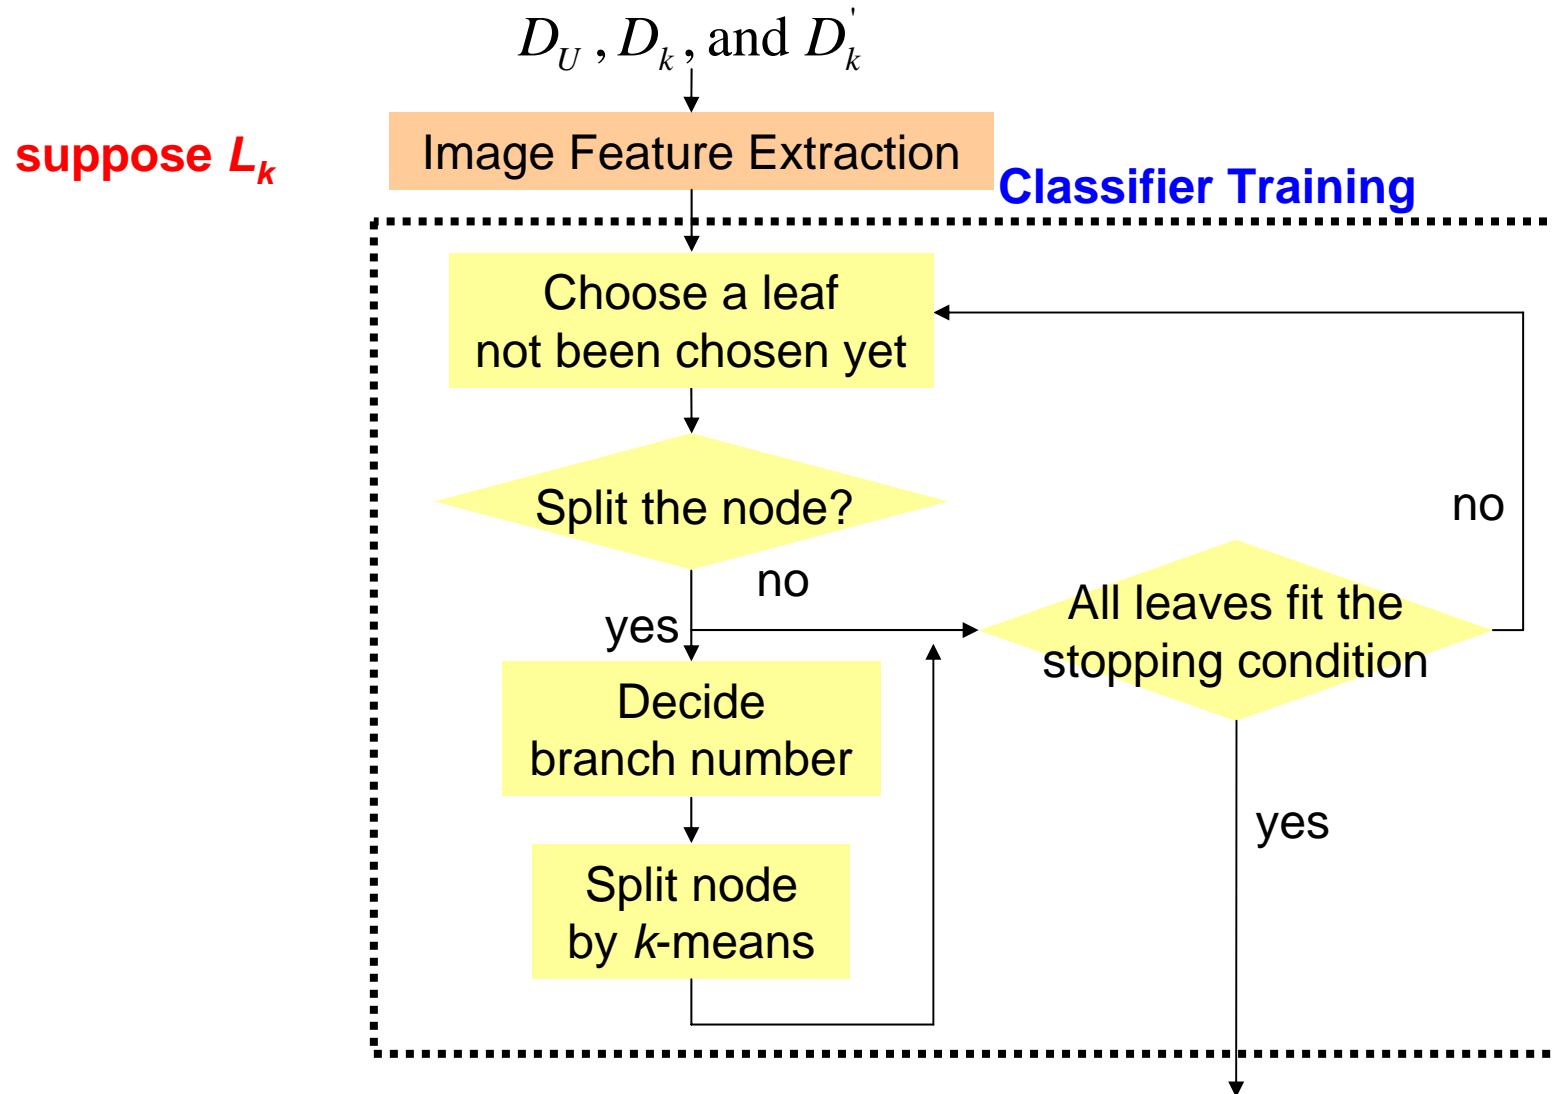 D_U , D_k , and D_k'
suppose L_k
Image Feature Extraction
Classifier Training
Choose a leaf
not been chosen yet
Split the node?
no
no
yes
All leaves fit the
stopping condition
Decide
branch number
yes
Split node
by k-means